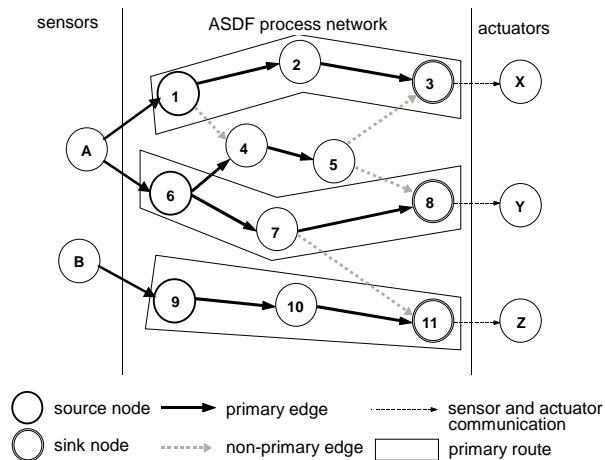 sensors
ASDF process network
actuators
1
2
3
X
A
4
5
6
7
8
Y
B
9
10
11
Z
source node
primary edge
sensor and actuator
communication
sink node
non-primary edge
primary route